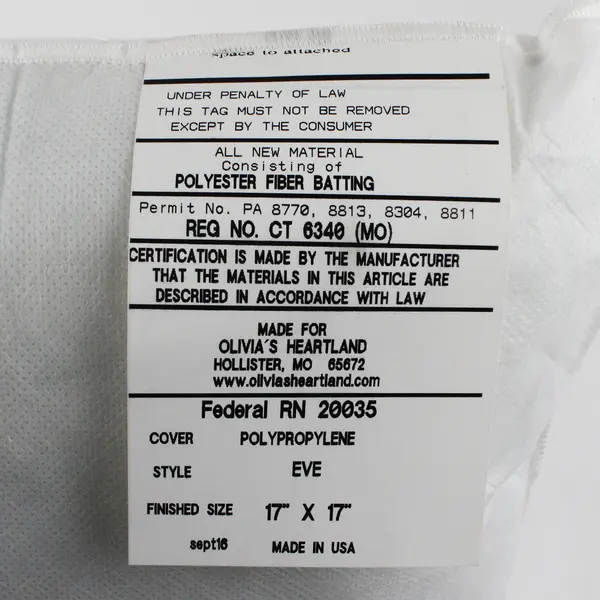 space to attached
UNDER PENALTY OF LAW
THIS TAG MUST NOT BE REMOVED
EXCEPT BY THE CONSUMER
ALL NEW MATERIAL
Consisting of
POLYESTER FIBER BATTING
Permit No. PA 8770, 8813, 8304, 8811
REG NO. CT 6340 (MO)
CERTIFICATION IS MADE BY THE MANUFACTURER
THAT THE MATERIALS IN THIS ARTICLE ARE
DESCRIBED IN ACCORDANCE WITH LAW
MADE FOR
OLIVIA'S HEARTLAND
HOLLISTER, MO 65672
www.oliviasheartland.com
Federal RN 20035
COVER POLYPROPYLENE
STYLE EVE
FINISHED SIZE 17" X 17"
sept16 MADE IN USA